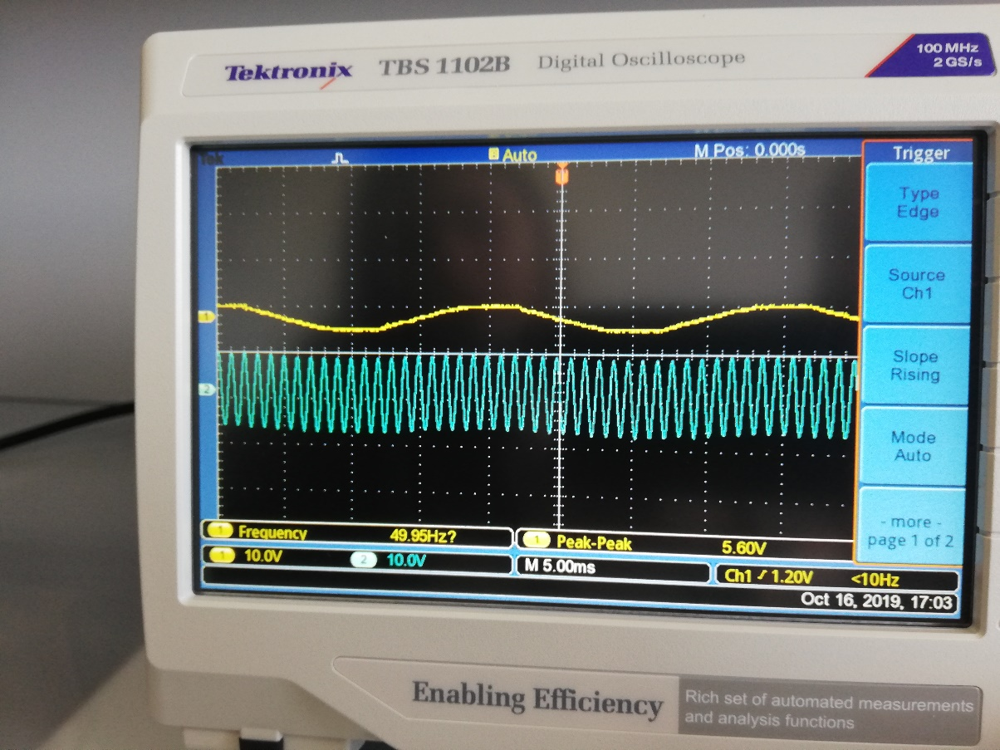 Tektronix TBS 1102B Digital Oscilloscope
100 MHz
2 GS/s
Tek
2 Auto
M Pos: 0.000s
Trigger
Type
Edge
Source
Ch1
Slope
Rising
Mode
Auto
- more -
page 1 of 2
1
2
1 Frequency 49.95Hz?
1 Peak-Peak 5.60V
1 10.0V
2 10.0V
M 5.00ms
Ch1 / 1.20V <10Hz
Oct 16, 2019, 17:03
Enabling Efficiency
Rich set of automated measurements
and analysis functions